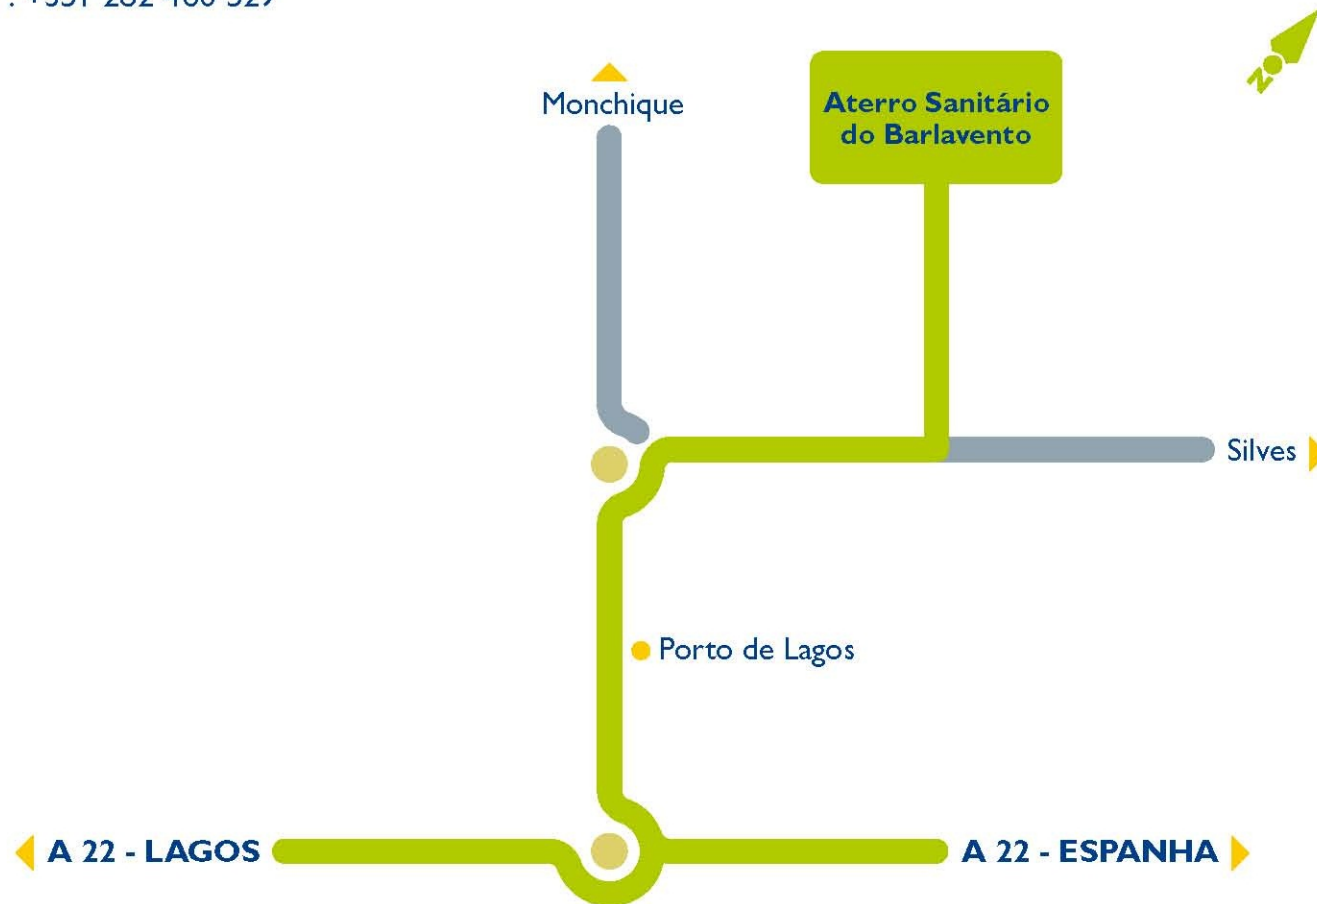 Monchique
Aterro Sanitário
do Barlavento
N
Silves
Porto de Lagos
A 22 - LAGOS
A 22 - ESPANHA